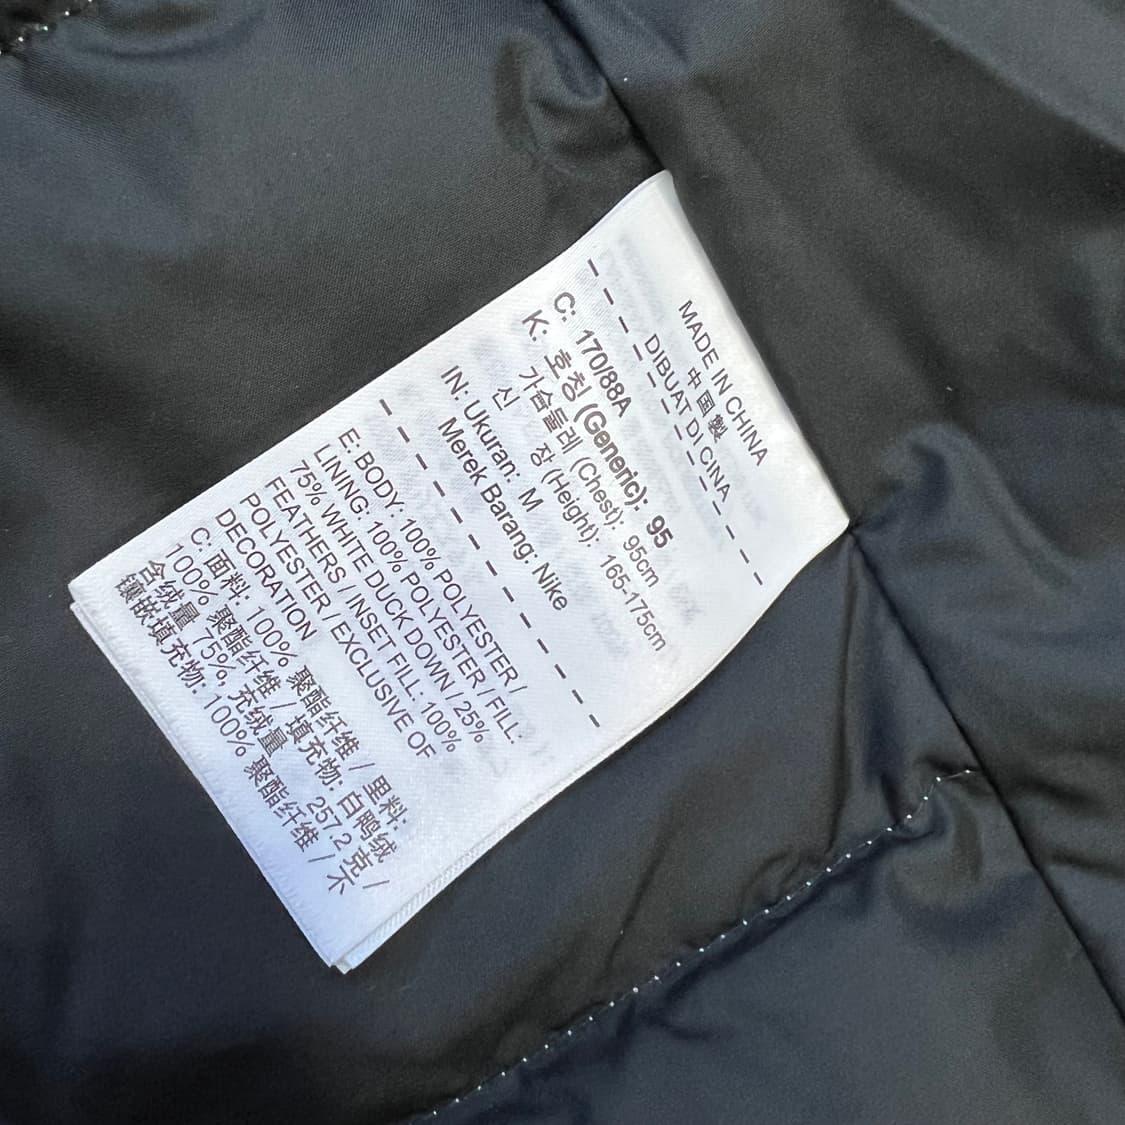 MADE IN CHINA
中国製
DIBUAT DI CINA
C: 170/88A
K: 호칭 (Generic): 95
가슴둘레 (Chest): 95cm
신 장 (Height): 165-175cm
IN: Ukuran: M
Merek Barang: Nike
E: BODY: 100% POLYESTER /
LINING: 100% POLYESTER / FILL:
75% WHITE DUCK DOWN / 25%
FEATHERS / INSET FILL: 100%
POLYESTER / EXCLUSIVE OF
DECORATION
C: 面料: 100% 聚酯纤维 / 里料:
100% 聚酯纤维 / 填充物: 白鸭绒
含绒量 75%, 充绒量 257.2 克 /
镶嵌填充物: 100% 聚酯纤维 / 不